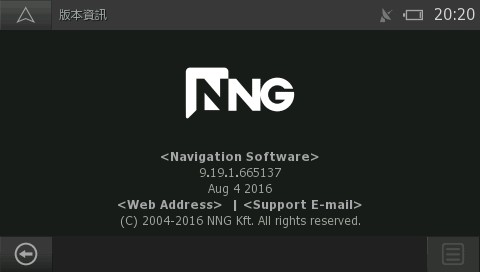 版本資訊
20:20
NNG
<Navigation Software>
9.19.1.665137
Aug 4 2016
<Web Address> | <Support E-mail>
(C) 2004-2016 NNG Kft. All rights reserved.